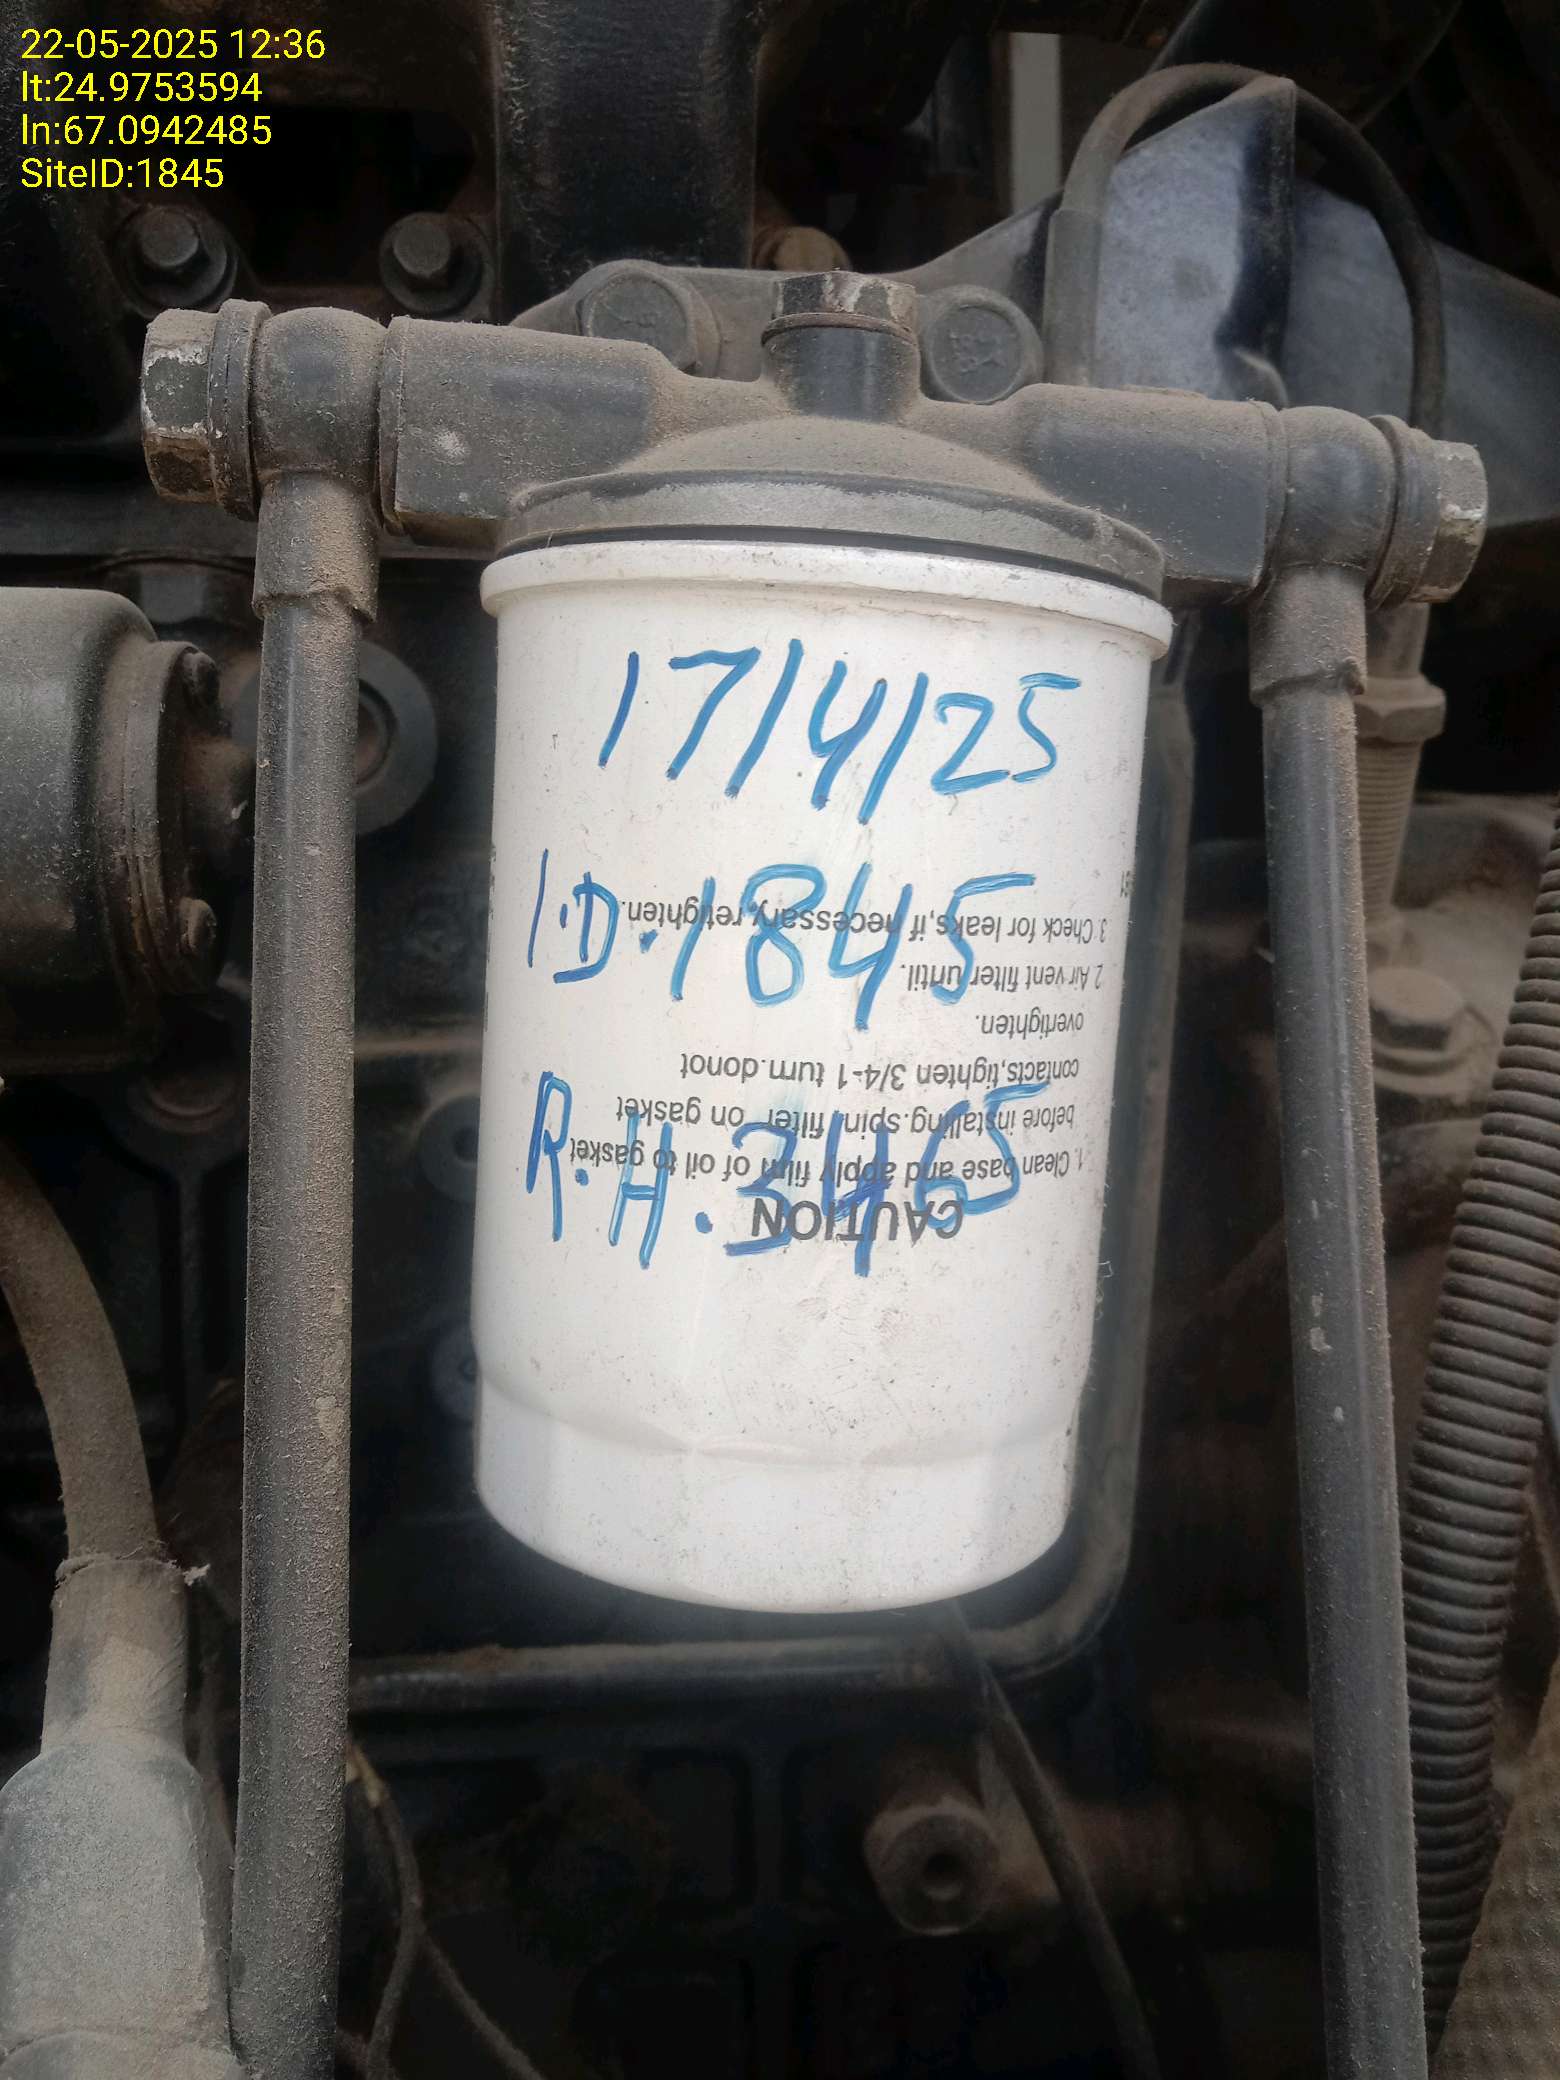 22-05-2025 12:36
lt:24.9753594
ln:67.0942485
SiteID:1845
17/4/25
I.D.1845
R.H.3465
CAUTION
1. Clean base and apply film of oil to gasket
before installing.spin. filter on gasket
contacts,tighten 3/4-1 turn.donot
overtighten.
2 Air vent filter until.
3 Check for leaks,if necessary,retighten.